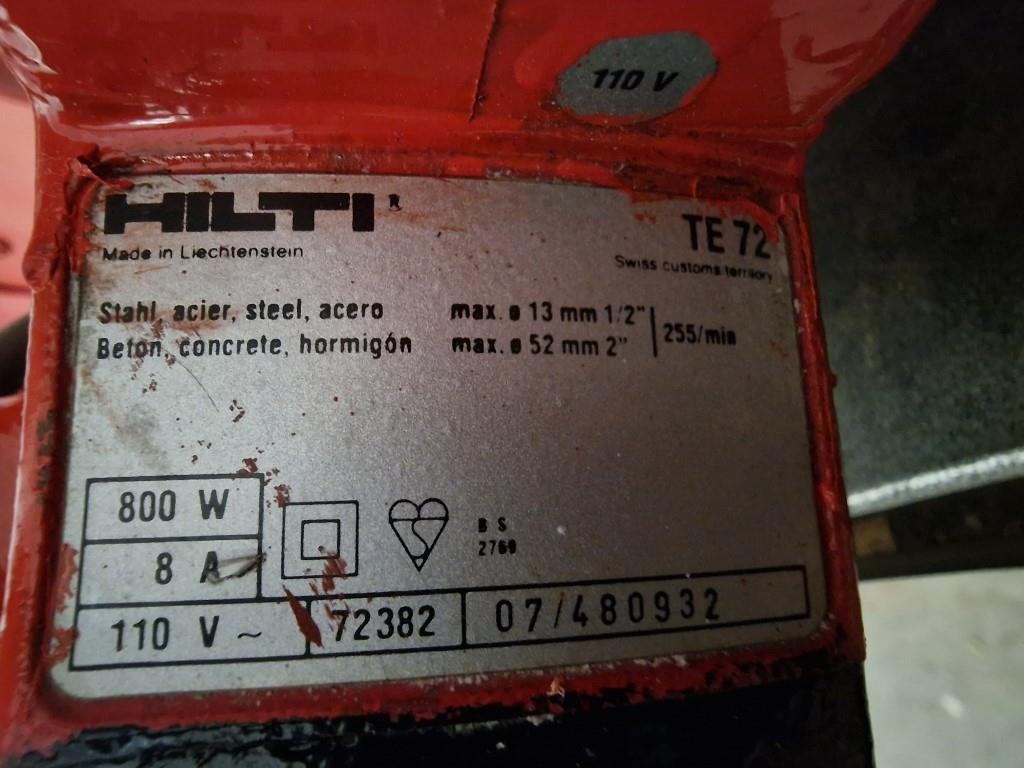 110 V
HILTI®
TE 72
Made in Liechtenstein
Swiss customs territory
Stahl, acier, steel, acero max. ø 13 mm 1/2"
Beton, concrete, hormigón max. ø 52 mm 2"
255/min
800 W
8 A
BS
2769
110 V ~ 72382 07/480932